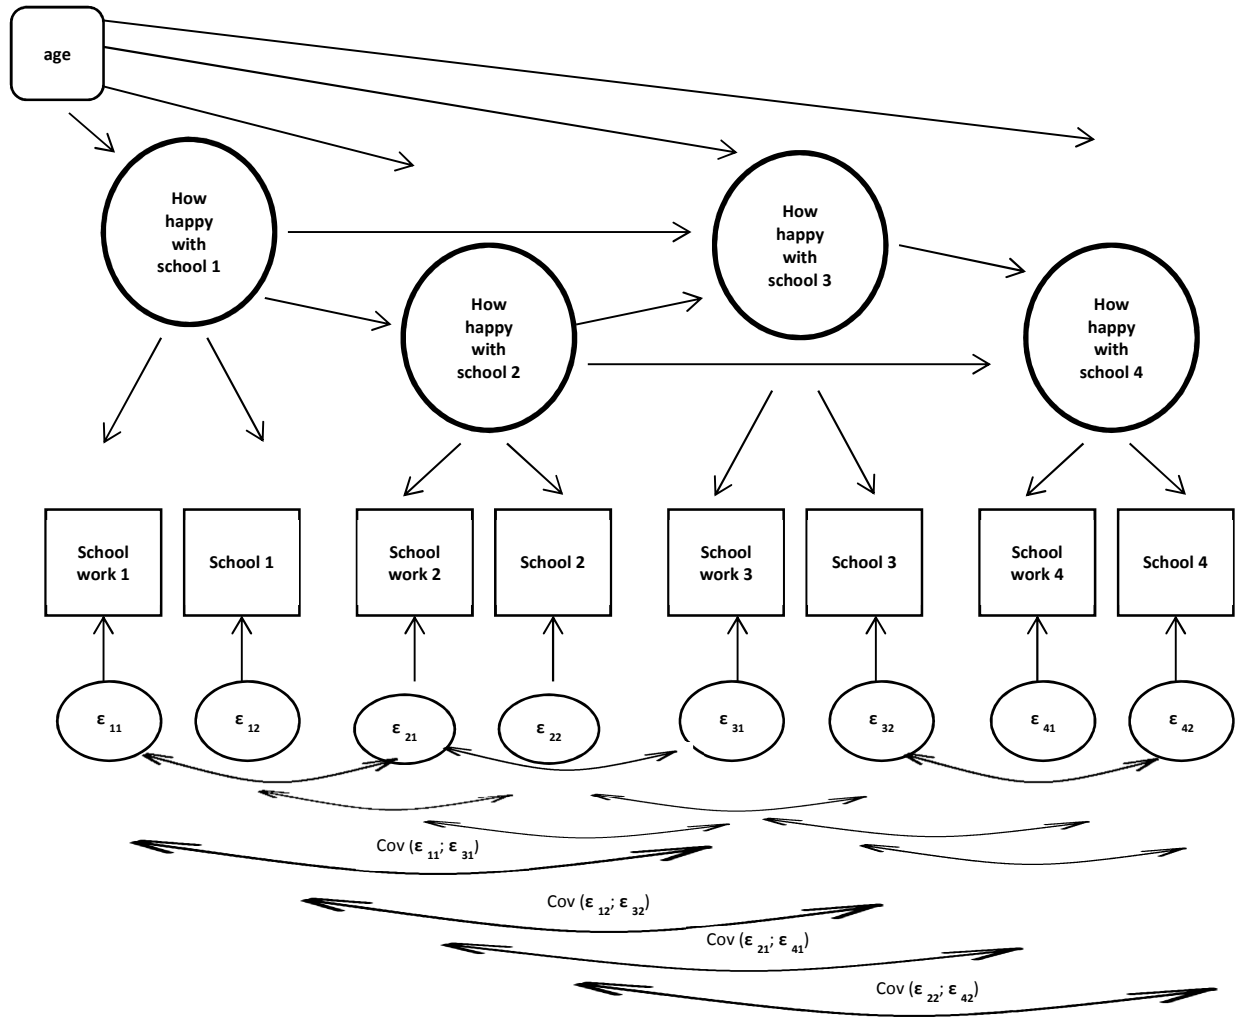 age
How
happy
with
school 1
How
happy
with
school 2
How
happy
with
school 3
How
happy
with
school 4
School
work 1
School 1
School
work 2
School 2
School
work 3
School 3
School
work 4
School 4
ε 11
ε 12
ε 21
ε 22
ε 31
ε 32
ε 41
ε 42
Cov (ε 11; ε 31)
Cov (ε 12; ε 32)
Cov (ε 21; ε 41)
Cov (ε 22; ε 42)